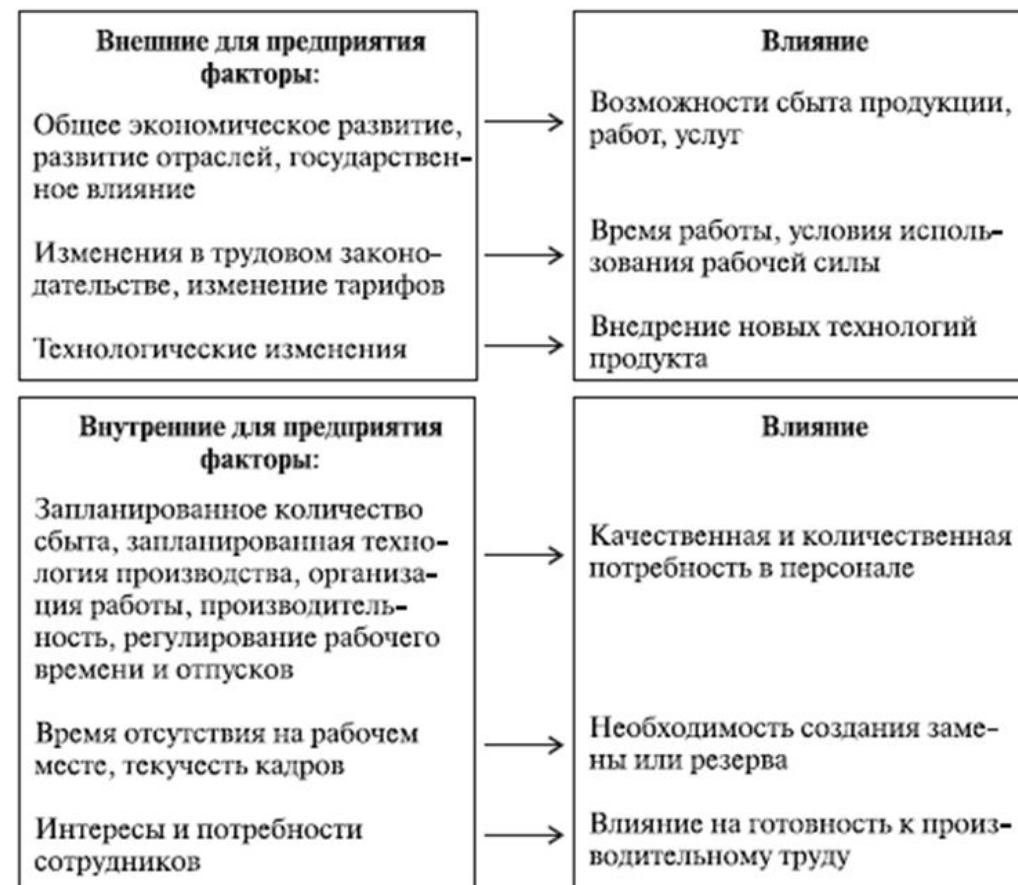 Внешние для предприятия
факторы:
Общее экономическое развитие,
развитие отраслей, государствен-
ное влияние
Изменения в трудовом законо-
дательстве, изменение тарифов
Технологические изменения
Влияние
Возможности сбыта продукции,
работ, услуг
Время работы, условия исполь-
зования рабочей силы
Внедрение новых технологий
продукта
Внутренние для предприятия
факторы:
Запланированное количество
сбыта, запланированная техно-
логия производства, организа-
ция работы, производитель-
ность, регулирование рабочего
времени и отпусков
Время отсутствия на рабочем
месте, текучесть кадров
Интересы и потребности
сотрудников
Влияние
Качественная и количественная
потребность в персонале
Необходимость создания заме-
ны или резерва
Влияние на готовность к произ-
водительному труду